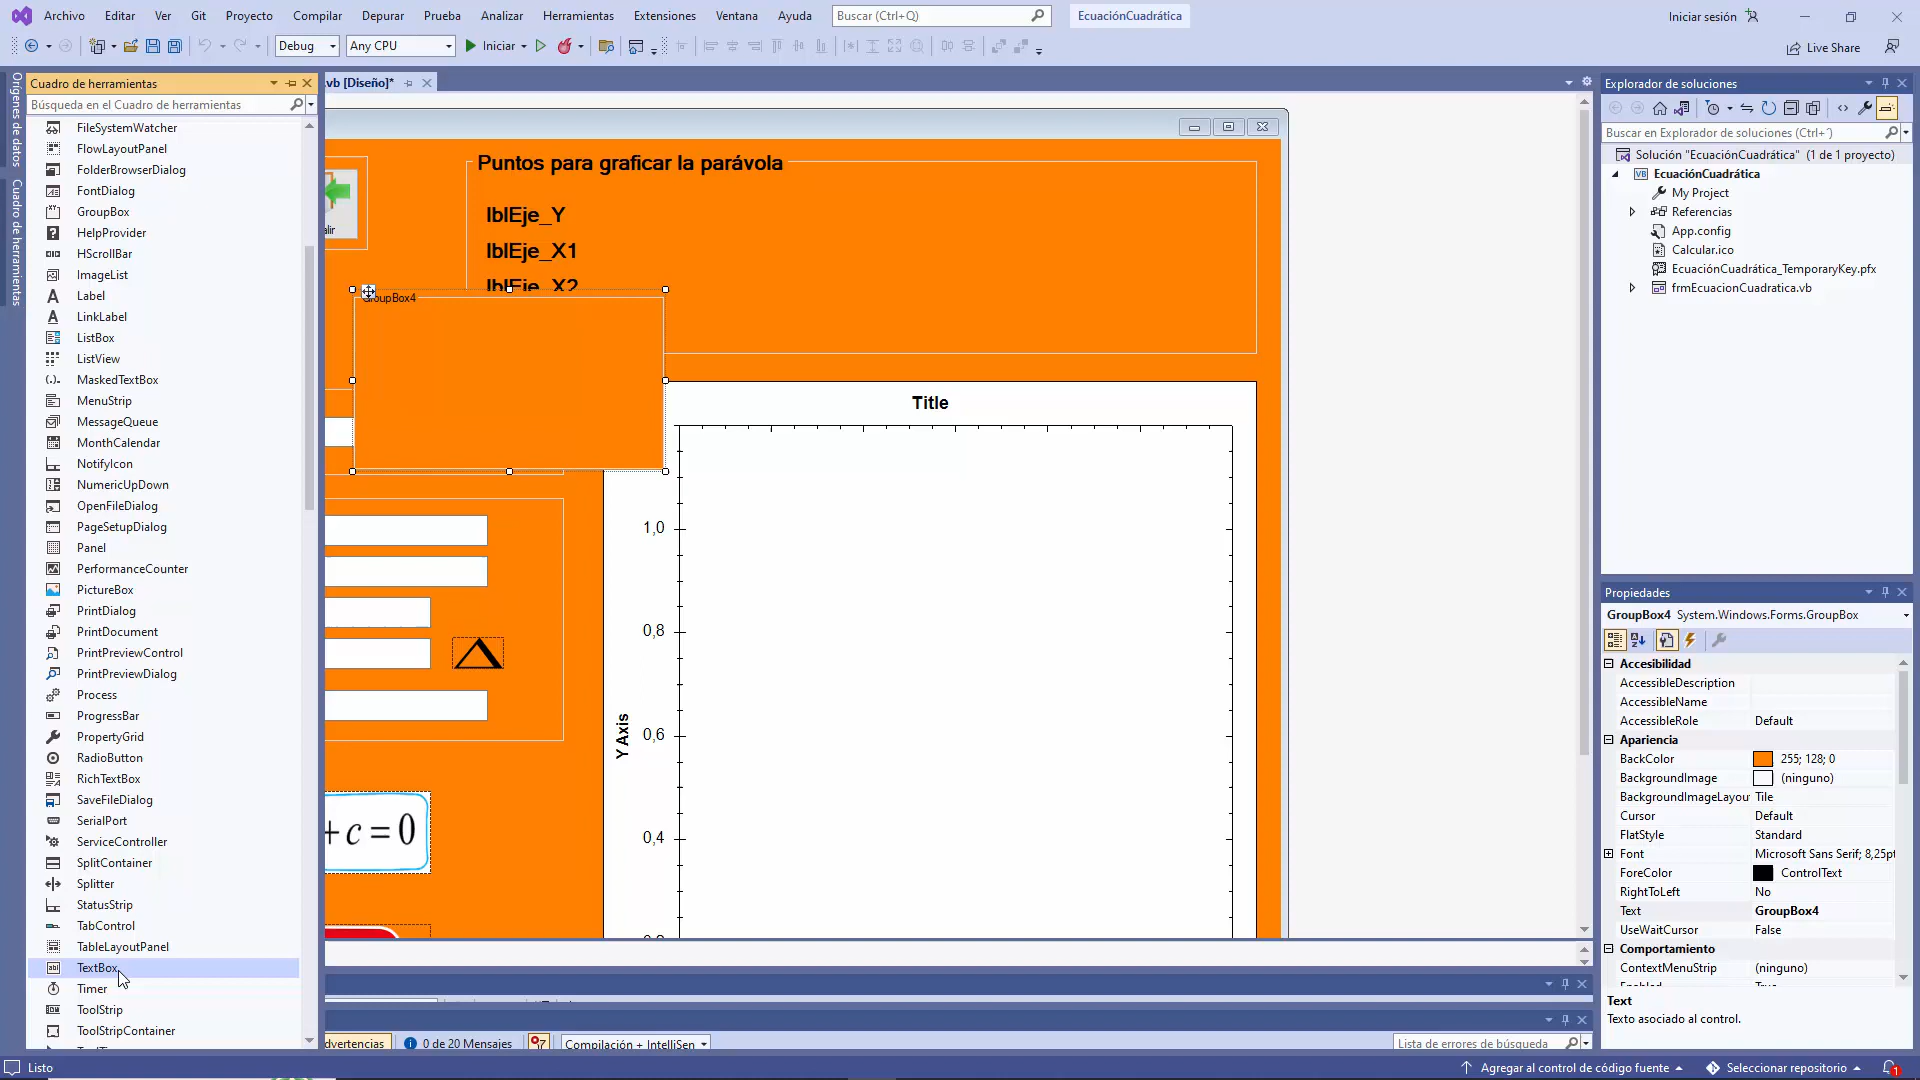 Archivo Editar Ver Git Proyecto Compilar Depurar Prueba Analizar Herramientas Extensiones Ventana Ayuda Buscar (Ctrl+Q) EcuaciónCuadrática Iniciar sesión
Debug Any CPU Iniciar Live Share
Orígenes de datos
Cuadro de herramientas
Cuadro de herramientas
Búsqueda en el Cuadro de herramientas
FileSystemWatcher
FlowLayoutPanel
FolderBrowserDialog
FontDialog
GroupBox
HelpProvider
HScrollBar
ImageList
Label
LinkLabel
ListBox
ListView
MaskedTextBox
MenuStrip
MessageQueue
MonthCalendar
NotifyIcon
NumericUpDown
OpenFileDialog
PageSetupDialog
Panel
PerformanceCounter
PictureBox
PrintDialog
PrintDocument
PrintPreviewControl
PrintPreviewDialog
Process
ProgressBar
PropertyGrid
RadioButton
RichTextBox
SaveFileDialog
SerialPort
ServiceController
SplitContainer
Splitter
StatusStrip
TabControl
TableLayoutPanel
TextBox
Timer
ToolStrip
ToolStripContainer
.vb [Diseño]*
alir
Puntos para graficar la parávola
lblEje_Y
lblEje_X1
lblEje_X2
GroupBox4
+ c = 0
Title
Y Axis
1,0
0,8
0,6
0,4
dvertencias 0 de 20 Mensajes Compilación + IntelliSen Lista de errores de búsqueda
Explorador de soluciones
Buscar en Explorador de soluciones (Ctrl+´)
Solución "EcuaciónCuadrática" (1 de 1 proyecto)
VB EcuaciónCuadrática
My Project
Referencias
App.config
Calcular.ico
EcuaciónCuadrática_TemporaryKey.pfx
frmEcuacionCuadratica.vb
Propiedades
GroupBox4 System.Windows.Forms.GroupBox
Accesibilidad
AccessibleDescription
AccessibleName
AccessibleRole Default
Apariencia
BackColor 255; 128; 0
BackgroundImage (ninguno)
BackgroundImageLayou Tile
Cursor Default
FlatStyle Standard
Font Microsoft Sans Serif; 8,25pt
ForeColor ControlText
RightToLeft No
Text GroupBox4
UseWaitCursor False
Comportamiento
ContextMenuStrip (ninguno)
Text
Texto asociado al control.
Listo Agregar al control de código fuente Seleccionar repositorio 1